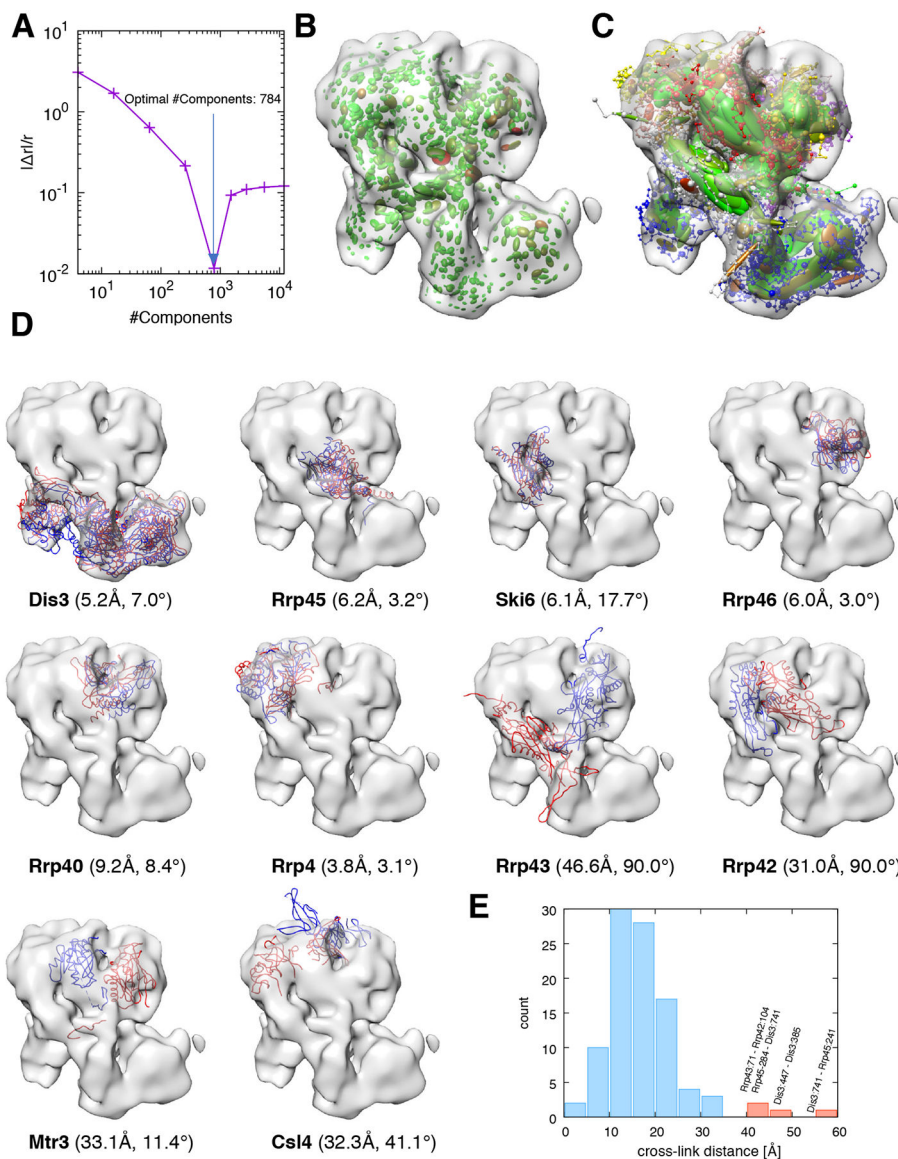 A
B
C
10^1
10^0
10^-1
10^-2
|Δr|/r
Optimal #Components: 784
10^1
10^2
10^3
10^4
#Components
D
Dis3 (5.2Å, 7.0°)
Rrp45 (6.2Å, 3.2°)
Ski6 (6.1Å, 17.7°)
Rrp46 (6.0Å, 3.0°)
Rrp40 (9.2Å, 8.4°)
Rrp4 (3.8Å, 3.1°)
Rrp43 (46.6Å, 90.0°)
Rrp42 (31.0Å, 90.0°)
Mtr3 (33.1Å, 11.4°)
Csl4 (32.3Å, 41.1°)
E
30
25
20
15
10
5
0
count
Rrp43:71 - Rrp42:104
Rrp45-284 - Dis3:741
Dis3:447 - Dis3:385
Dis3:741 - Rrp45:241
0
10
20
30
40
50
60
cross-link distance [Å]